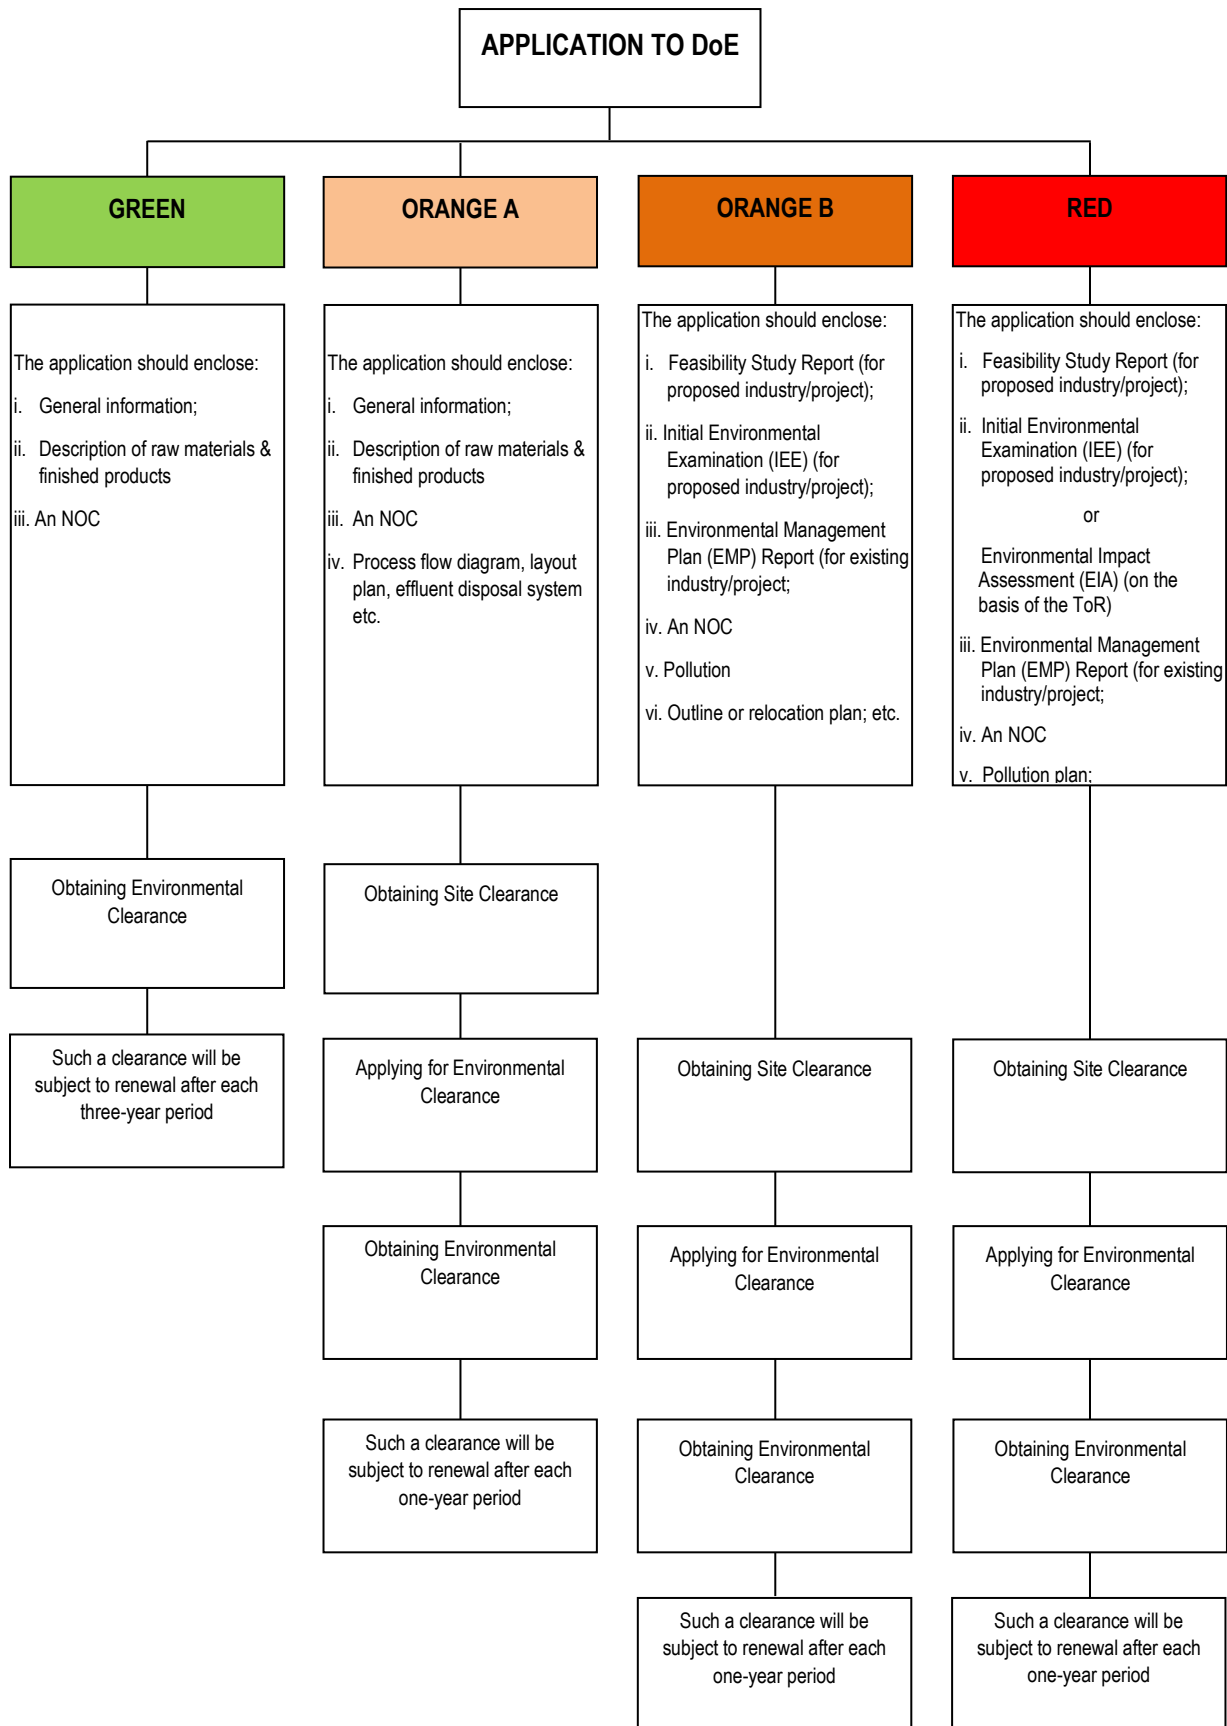 APPLICATION TO DoE
GREEN
ORANGE A
ORANGE B
RED
The application should enclose:
i. General information;
ii. Description of raw materials &
finished products
iii. An NOC
The application should enclose:
i. General information;
ii. Description of raw materials &
finished products
iii. An NOC
iv. Process flow diagram, layout
plan, effluent disposal system
etc.
The application should enclose:
i. Feasibility Study Report (for
proposed industry/project);
ii. Initial Environmental
Examination (IEE) (for
proposed industry/project);
iii. Environmental Management
Plan (EMP) Report (for existing
industry/project;
iv. An NOC
v. Pollution
vi. Outline or relocation plan; etc.
The application should enclose:
i. Feasibility Study Report (for
proposed industry/project);
ii. Initial Environmental
Examination (IEE) (for
proposed industry/project);
or
Environmental Impact
Assessment (EIA) (on the
basis of the ToR)
iii. Environmental Management
Plan (EMP) Report (for existing
industry/project;
iv. An NOC
v. Pollution plan;
Obtaining Environmental
Clearance
Such a clearance will be
subject to renewal after each
three-year period
Obtaining Site Clearance
Applying for Environmental
Clearance
Obtaining Environmental
Clearance
Such a clearance will be
subject to renewal after each
one-year period
Obtaining Site Clearance
Applying for Environmental
Clearance
Obtaining Environmental
Clearance
Such a clearance will be
subject to renewal after each
one-year period
Obtaining Site Clearance
Applying for Environmental
Clearance
Obtaining Environmental
Clearance
Such a clearance will be
subject to renewal after each
one-year period